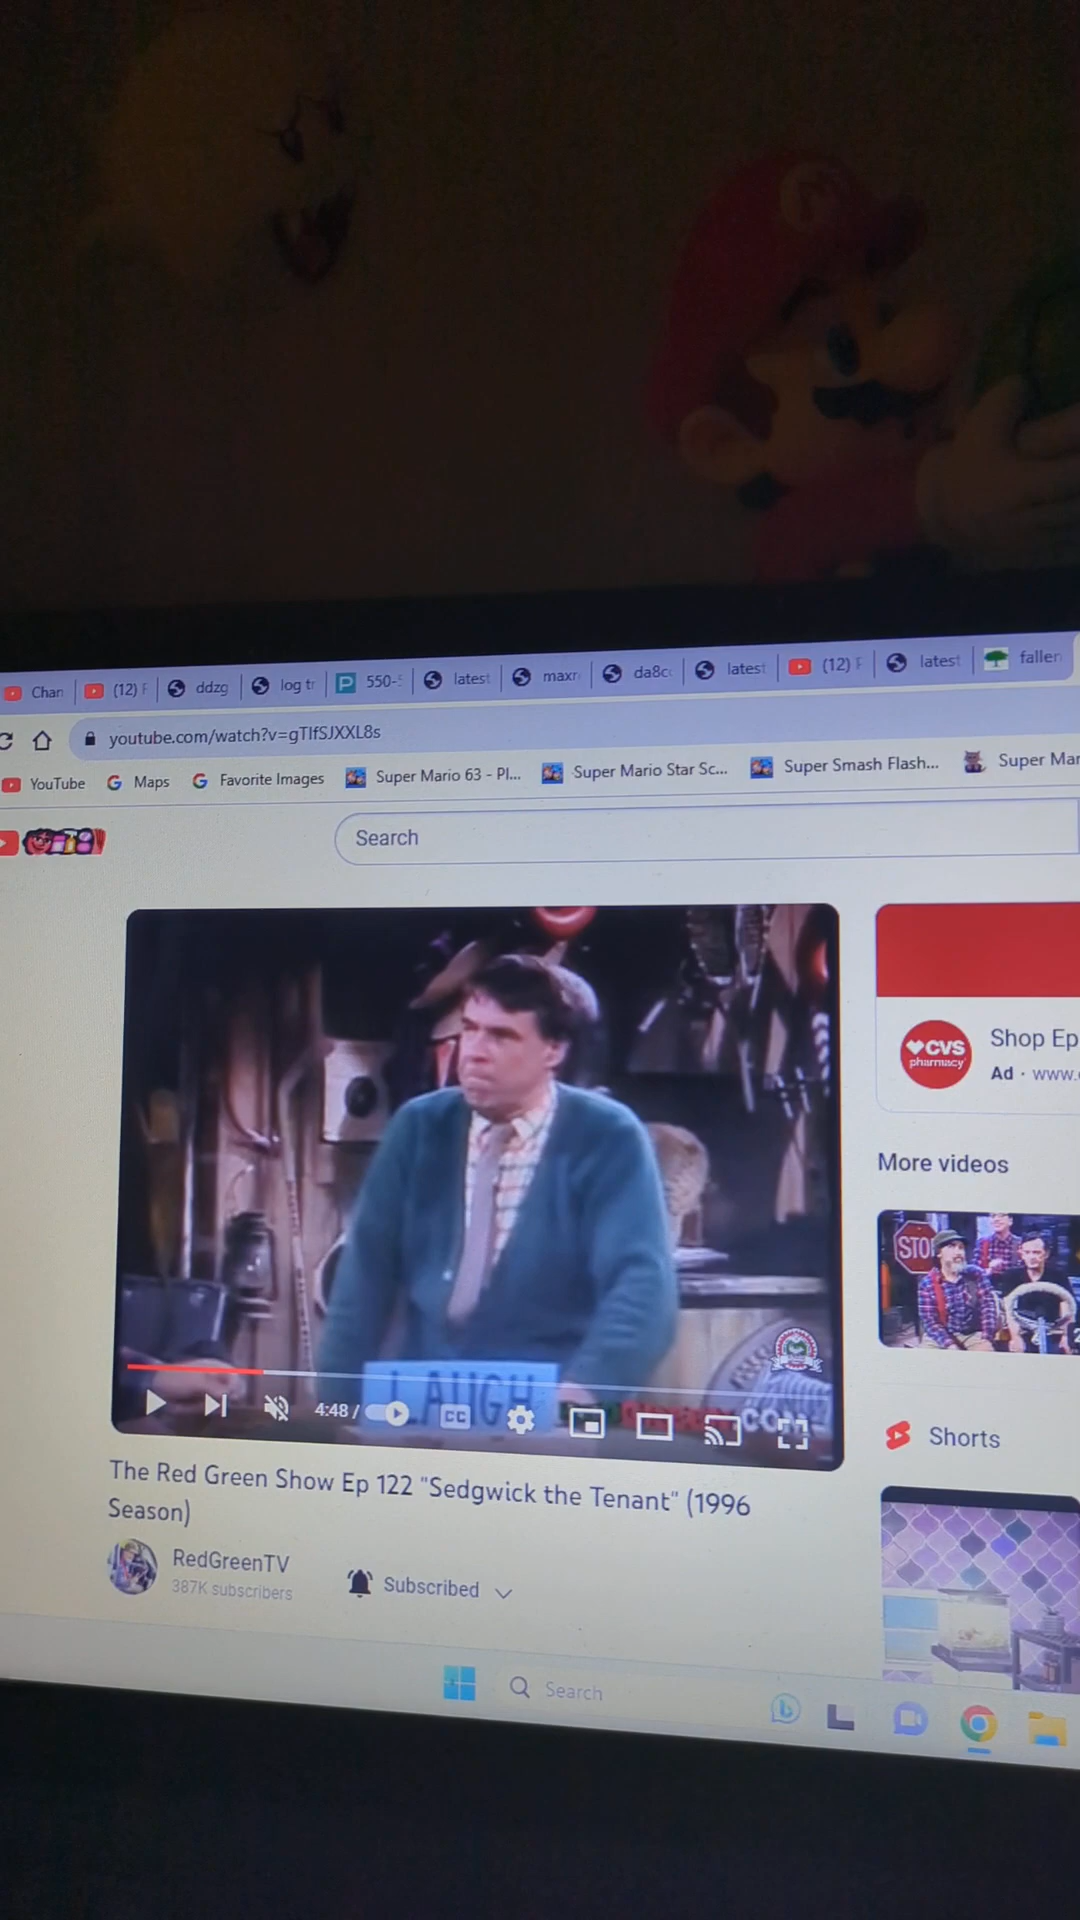 Chan
(12) F
ddzg
log tr
550-5
latest
maxr
da8c
latest
(12) F
latest
fallen
youtube.com/watch?v=gTIfSJXXL8s
YouTube
Maps
Favorite Images
Super Mario 63 - Pl...
Super Mario Star Sc...
Super Smash Flash...
Super Mar
Search
M
LAUGH
4:48 /
CC
CVS
pharmacy
Shop Ep
Ad · www.
More videos
STO
Shorts
The Red Green Show Ep 122 "Sedgwick the Tenant" (1996
Season)
RedGreenTV
387K subscribers
Subscribed
Search